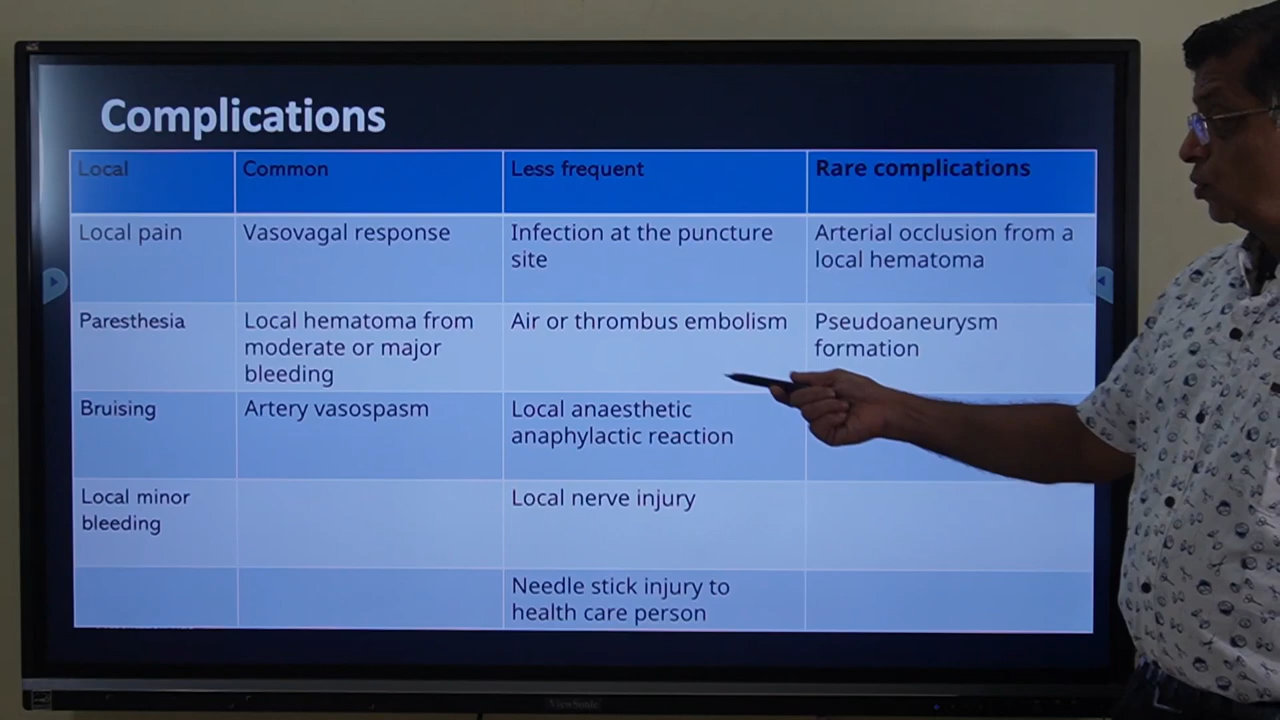 Complications
Local Common Less frequent Rare complications
Local pain Vasovagal response Infection at the puncture Arterial occlusion from a
site local hematoma
Paresthesia Local hematoma from Air or thrombus embolism Pseudoaneurysm
moderate or major formation
bleeding
Bruising Artery vasospasm Local anaesthetic
anaphylactic reaction
Local minor Local nerve injury
bleeding
Needle stick injury to
health care person
ViewSonic